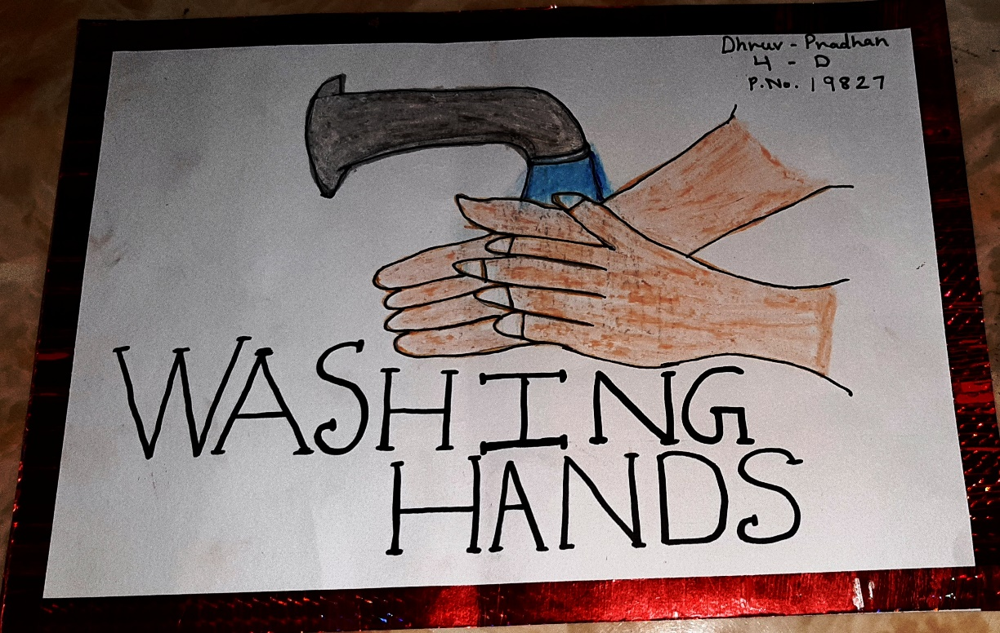 Dhruv - Pradhan
4 - D
P.No. 19827
WASHING
HANDS